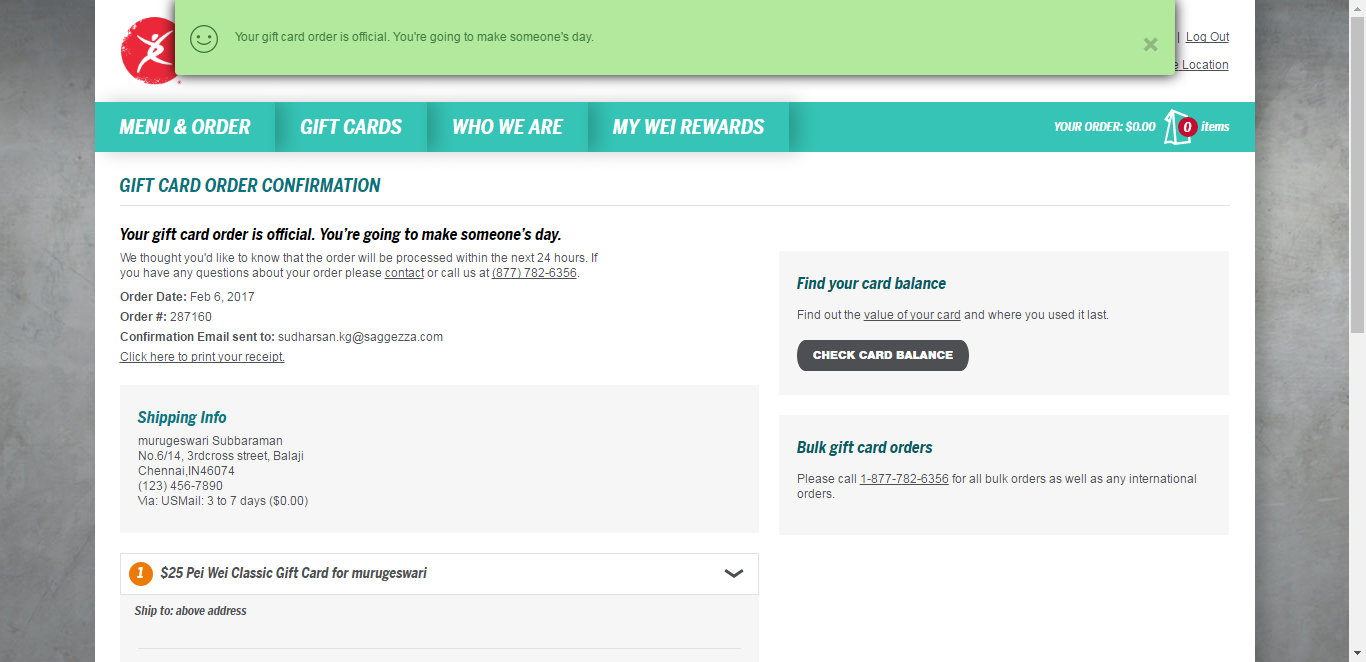 Your gift card order is official. You're going to make someone's day.
| Log Out
Location
MENU & ORDER
GIFT CARDS
WHO WE ARE
MY WEI REWARDS
YOUR ORDER: $0.00
0
items
GIFT CARD ORDER CONFIRMATION
Your gift card order is official. You're going to make someone's day.
We thought you'd like to know that the order will be processed within the next 24 hours. If
you have any questions about your order please contact or call us at (877) 782-6356.
Order Date: Feb 6, 2017
Order #: 287160
Confirmation Email sent to: sudharsan.kg@saggezza.com
Click here to print your receipt.
Shipping Info
murugeswari Subbaraman
No.6/14, 3rdcross street, Balaji
Chennai,IN46074
(123) 456-7890
Via: USMail: 3 to 7 days ($0.00)
1
$25 Pei Wei Classic Gift Card for murugeswari
Ship to: above address
Find your card balance
Find out the value of your card and where you used it last.
CHECK CARD BALANCE
Bulk gift card orders
Please call 1-877-782-6356 for all bulk orders as well as any international
orders.